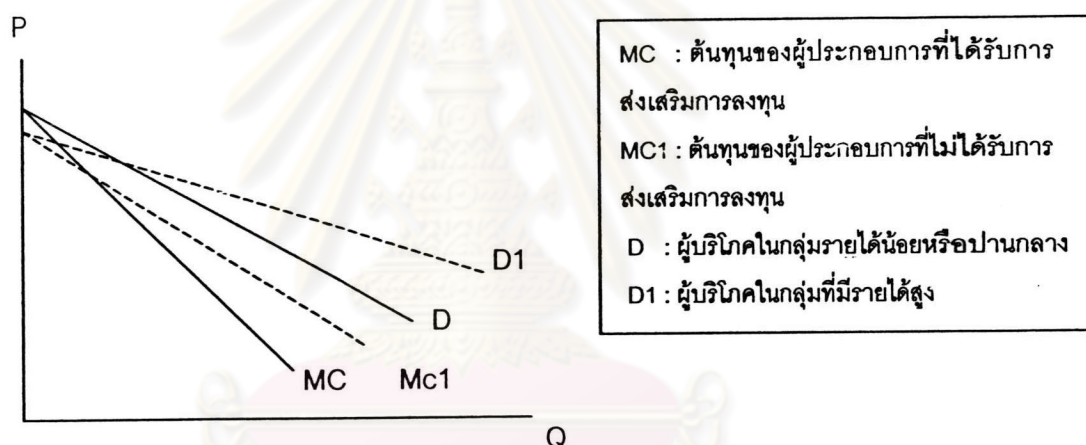 P
MC : ต้นทุนของผู้ประกอบการที่ได้รับการ
ส่งเสริมการลงทุน
MC1 : ต้นทุนของผู้ประกอบการที่ไม่ได้รับการ
ส่งเสริมการลงทุน
D : ผู้บริโภคในกลุ่มรายได้น้อยหรือปานกลาง
D1 : ผู้บริโภคในกลุ่มที่มีรายได้สูง
D1
D
MC Mc1
Q